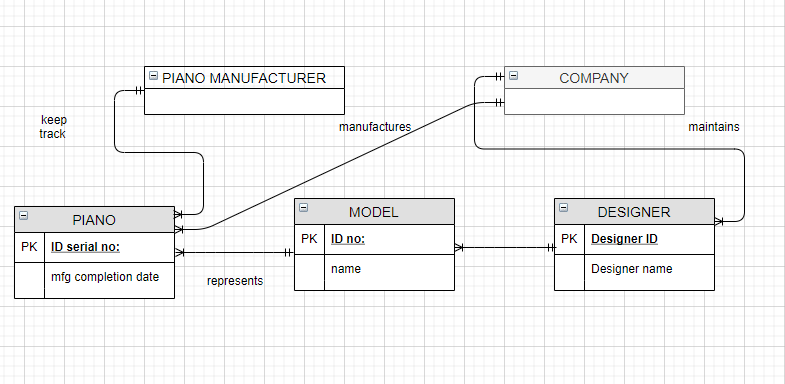 PIANO MANUFACTURER
COMPANY
keep
track
manufactures
maintains
PIANO
PK ID serial no:
mfg completion date
MODEL
PK ID no:
name
DESIGNER
PK Designer ID
Designer name
represents